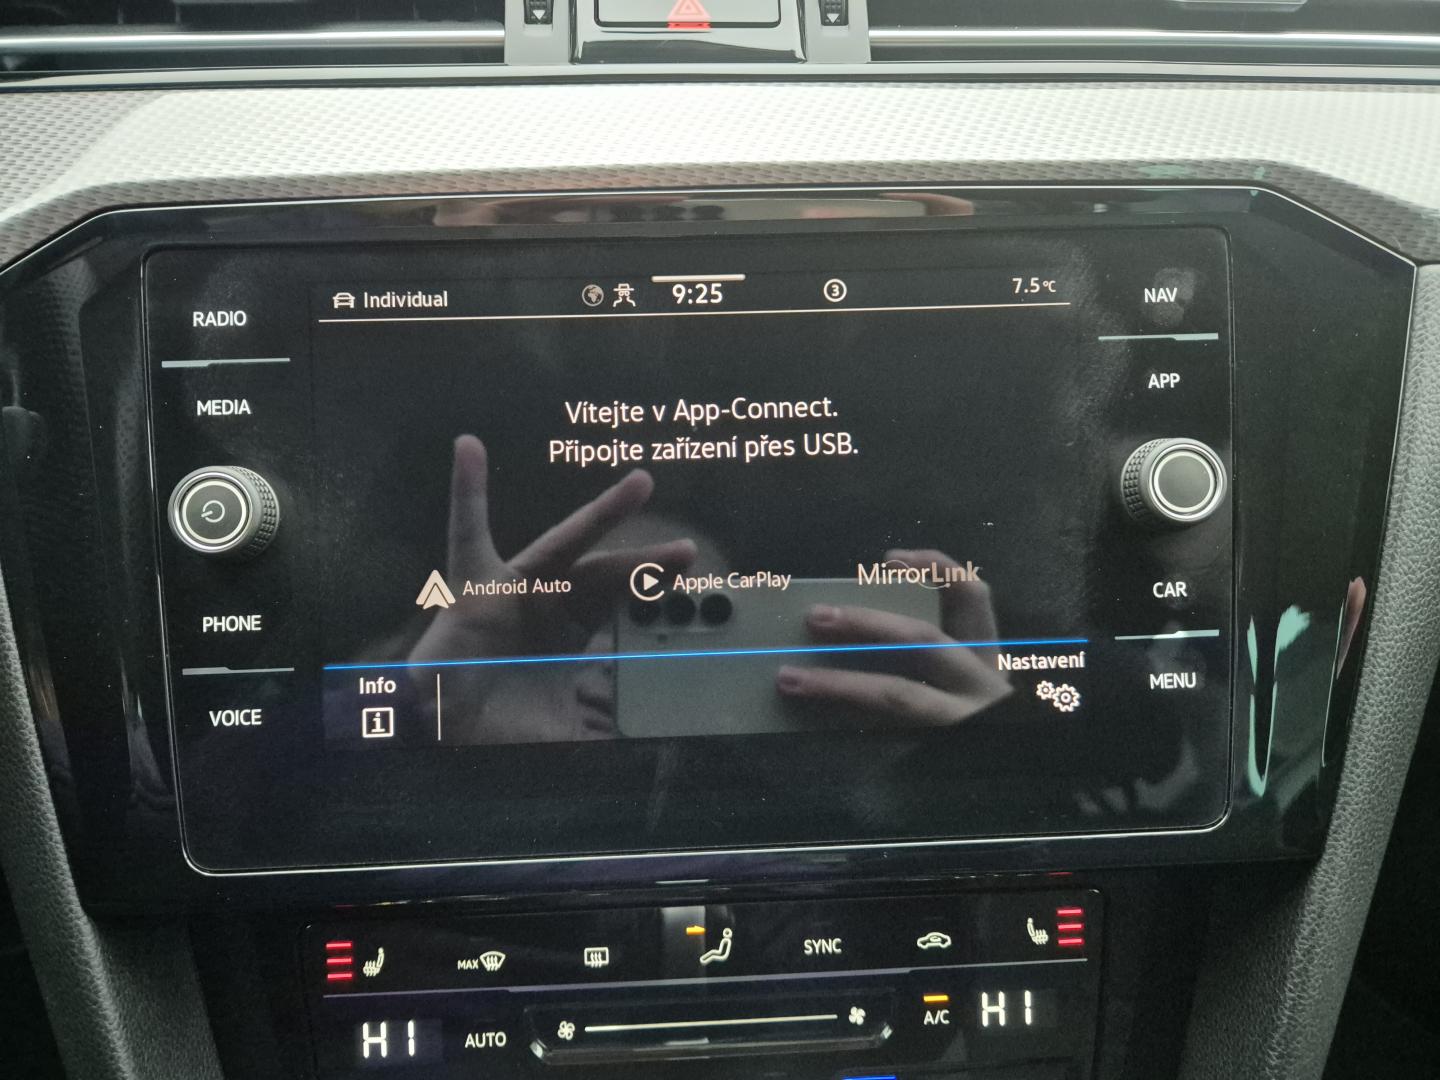 RADIO
MEDIA
PHONE
VOICE
Individual
9:25
3
7.5°C
Vítejte v App-Connect.
Připojte zařízení přes USB.
Android Auto
Apple CarPlay
MirrorLink
Info
i
Nastavení
NAV
APP
CAR
MENU
MAX
SYNC
HI
AUTO
A/C
HI